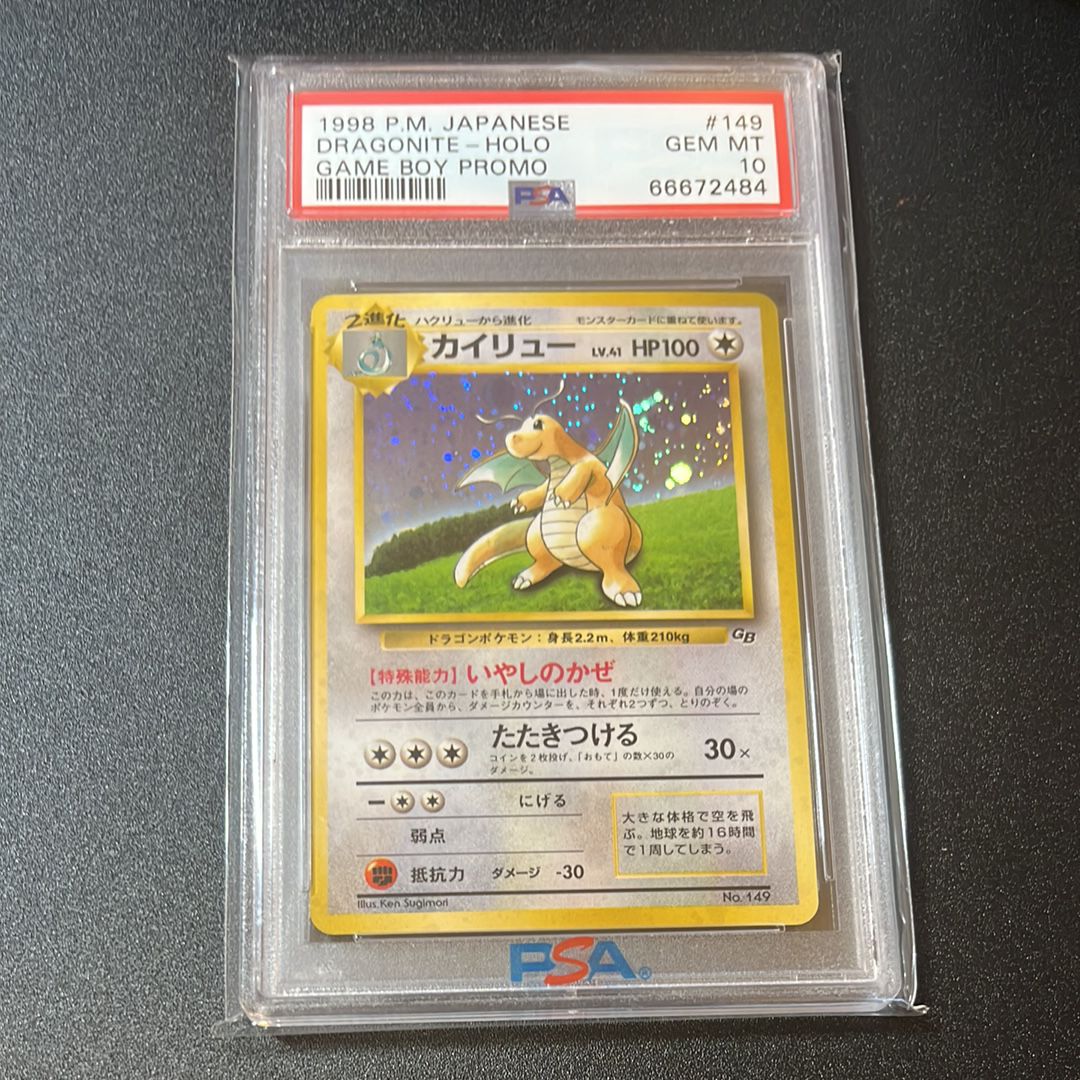 1998 P.M. JAPANESE #149
DRAGONITE-HOLO GEM MT
GAME BOY PROMO 10
PSA 66672484
2進化 ハクリューから進化 モンスターカードに重ねて使います。
カイリュー LV.41 HP100
ドラゴンポケモン：身長2.2m、体重210kg GB
【特殊能力】いやしのかぜ
この力は、このカードを手札から場に出した時、1度だけ使える。自分の場の
ポケモン全員から、ダメージカウンターを、それぞれ2つずつ、とりのぞく。
たたきつける 30×
コインを2枚投げ、「おもて」の数×30の
ダメージ。
にげる
弱点
抵抗力 ダメージ -30
大きな体格で空を飛
ぶ。地球を約16時間
で1周してしまう。
Illus.Ken Sugimori No. 149
PSA®